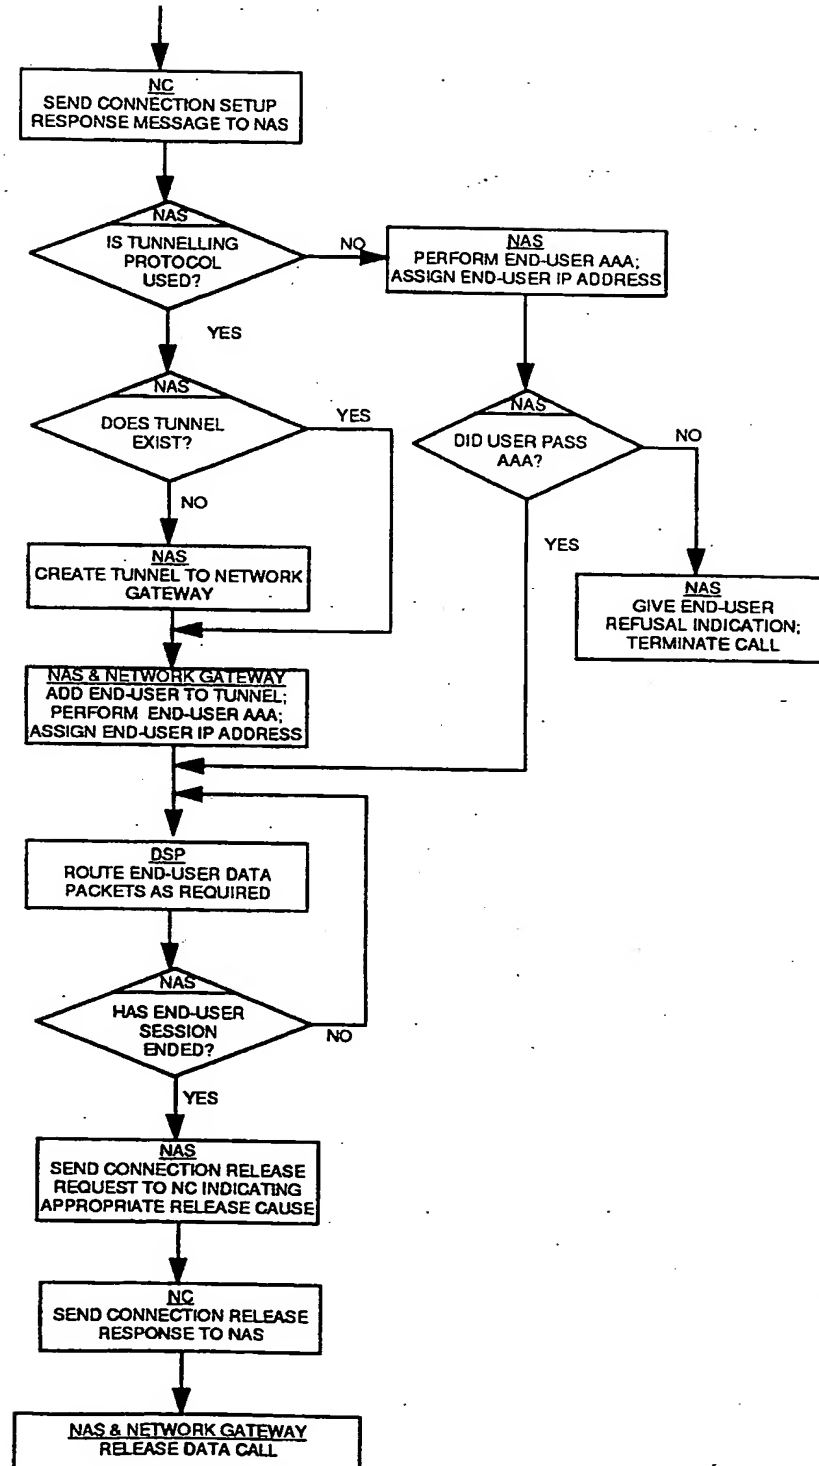 NC
SEND CONNECTION SETUP
RESPONSE MESSAGE TO NAS
NAS
IS TUNNELLING
PROTOCOL
USED?
NO
NAS
PERFORM END-USER AAA;
ASSIGN END-USER IP ADDRESS
YES
NAS
DOES TUNNEL
EXIST?
YES
NAS
DID USER PASS
AAA?
NO
NO
YES
NAS
CREATE TUNNEL TO NETWORK
GATEWAY
NAS
GIVE END-USER
REFUSAL INDICATION;
TERMINATE CALL
NAS & NETWORK GATEWAY
ADD END-USER TO TUNNEL;
PERFORM END-USER AAA;
ASSIGN END-USER IP ADDRESS
DSP
ROUTE END-USER DATA
PACKETS AS REQUIRED
NAS
HAS END-USER
SESSION
ENDED?
NO
YES
NAS
SEND CONNECTION RELEASE
REQUEST TO NC INDICATING
APPROPRIATE RELEASE CAUSE
NC
SEND CONNECTION RELEASE
RESPONSE TO NAS
NAS & NETWORK GATEWAY
RELEASE DATA CALL